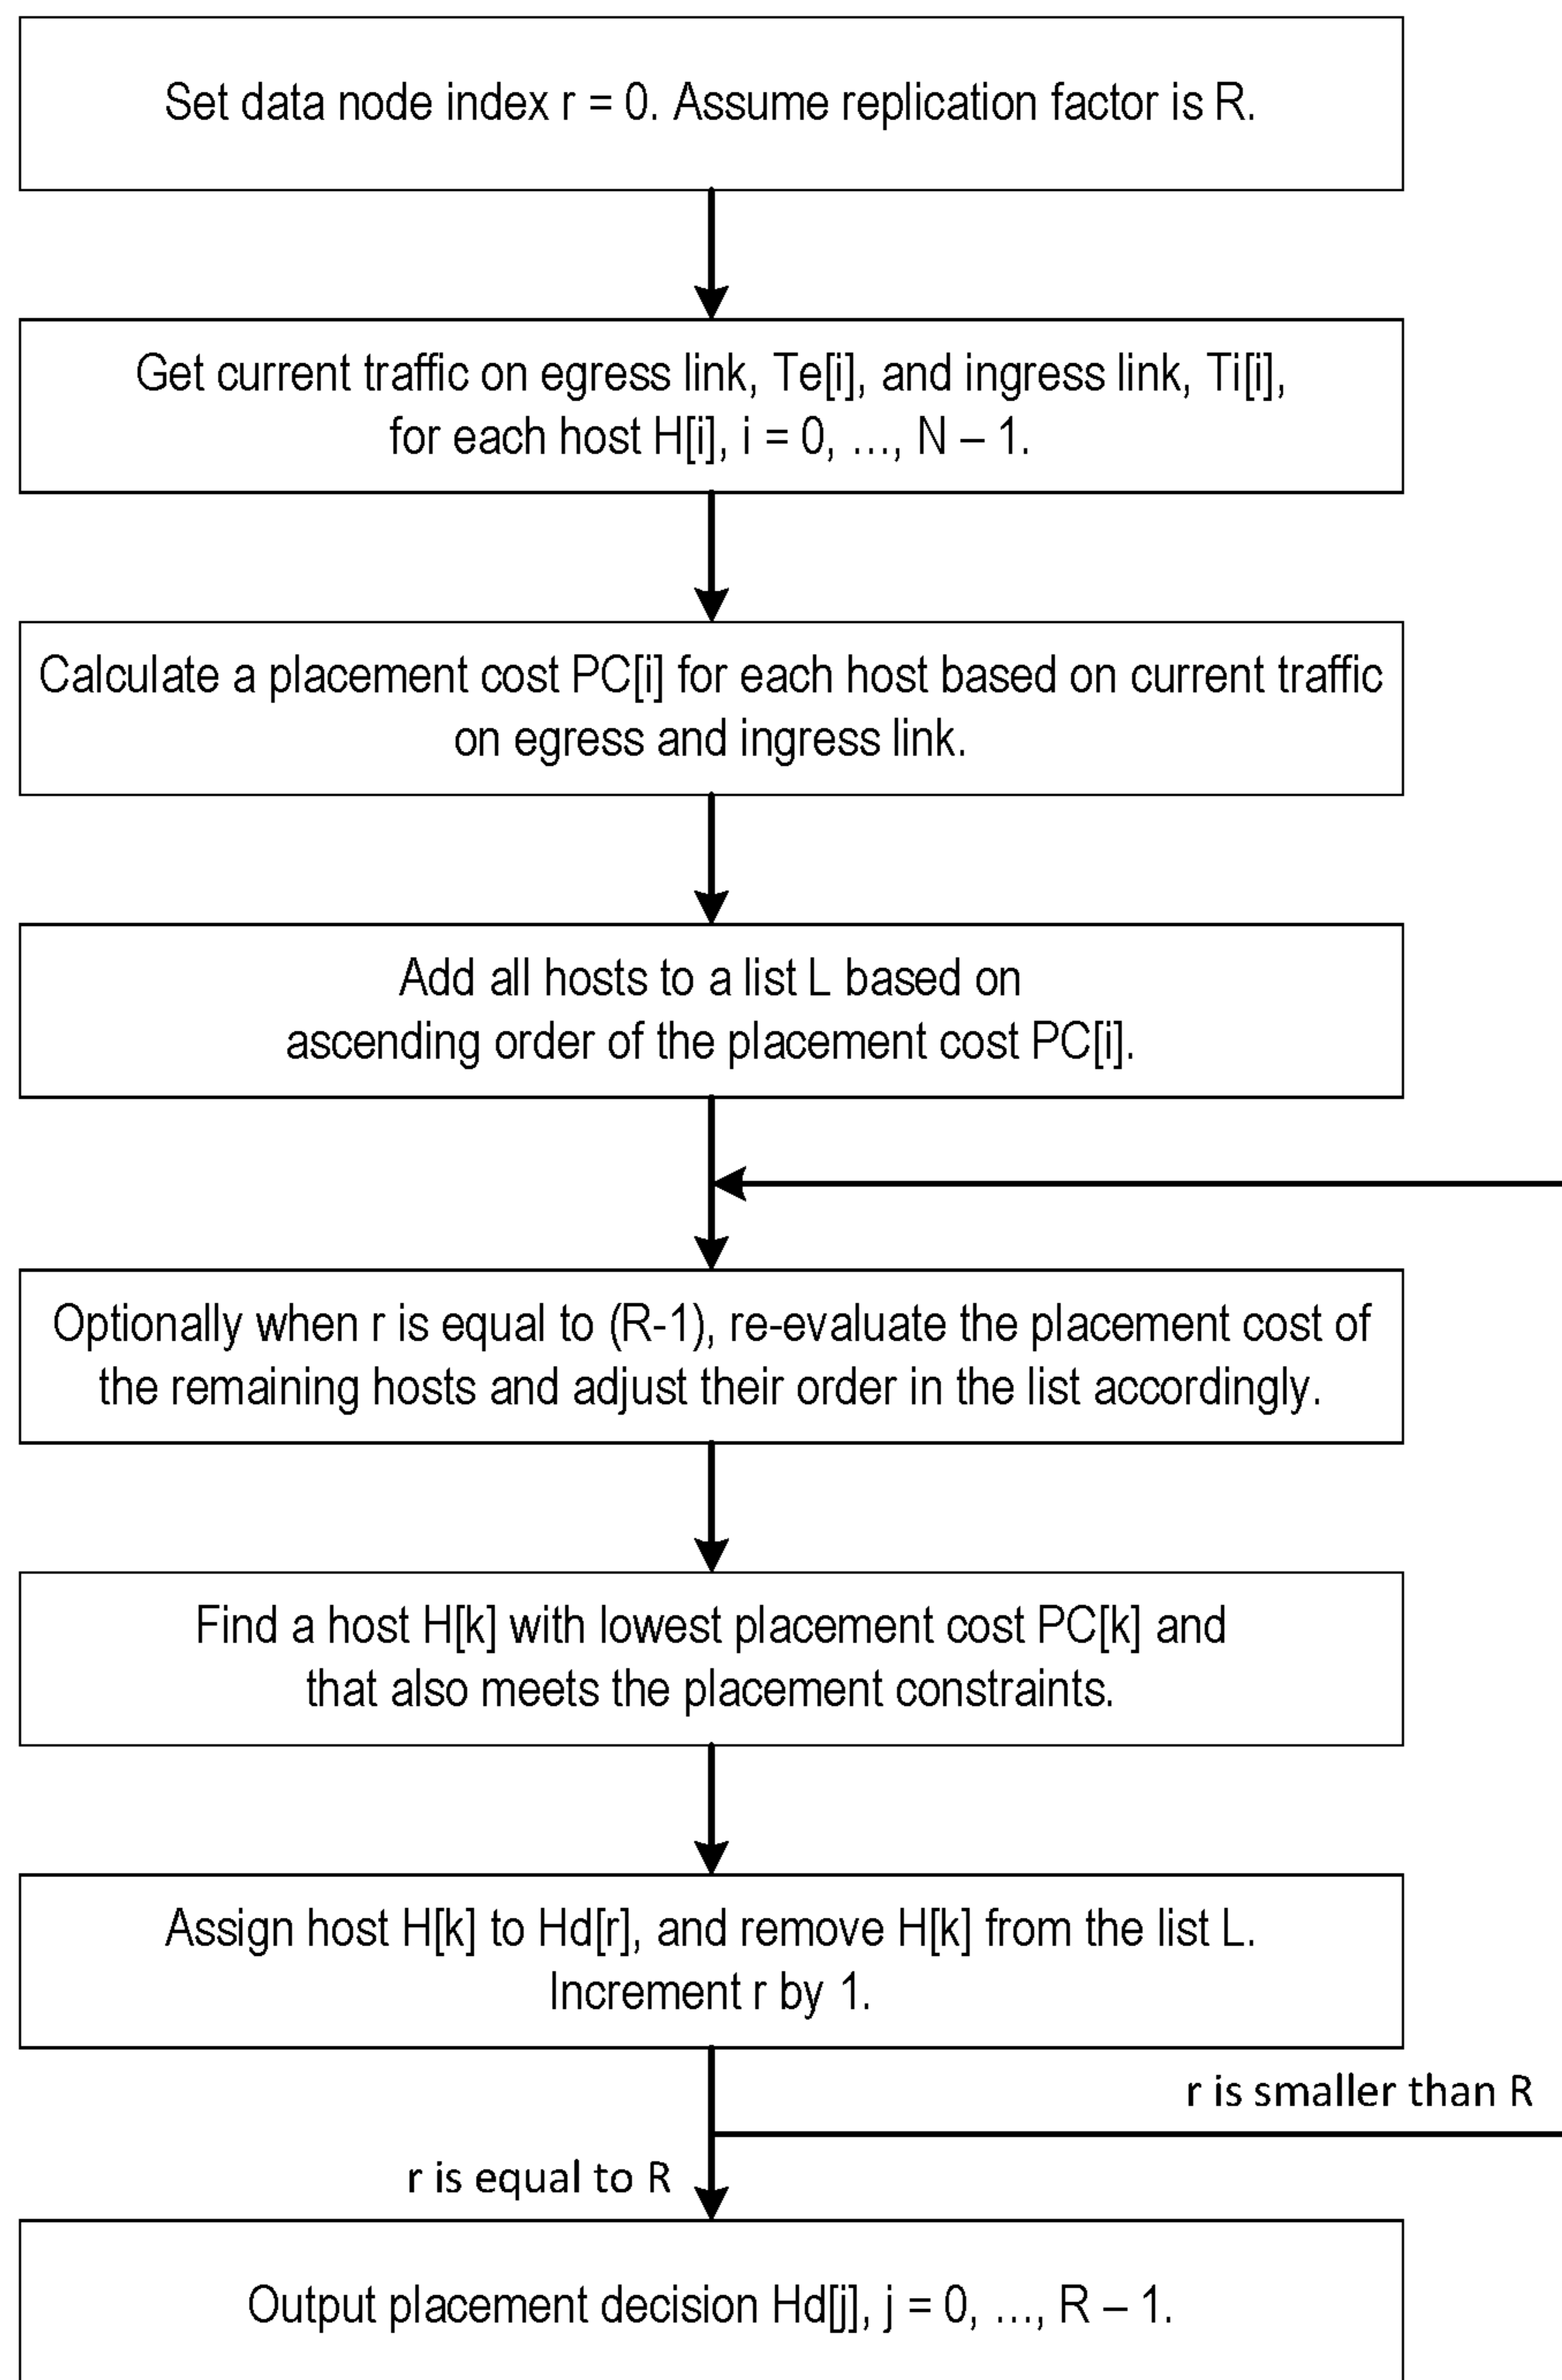 Set data node index r = 0. Assume replication factor is R.
Get current traffic on egress link, Te[i], and ingress link, Ti[i],
for each host H[i], i = 0, ..., N – 1.
Calculate a placement cost PC[i] for each host based on current traffic
on egress and ingress link.
Add all hosts to a list L based on
ascending order of the placement cost PC[i].
Optionally when r is equal to (R-1), re-evaluate the placement cost of
the remaining hosts and adjust their order in the list accordingly.
Find a host H[k] with lowest placement cost PC[k] and
that also meets the placement constraints.
Assign host H[k] to Hd[r], and remove H[k] from the list L.
Increment r by 1.
r is smaller than R
r is equal to R
Output placement decision Hd[j], j = 0, ..., R – 1.